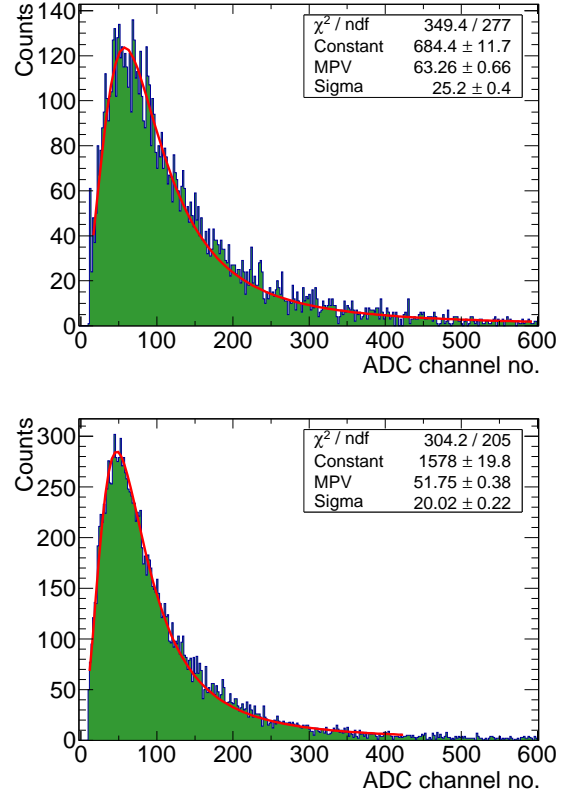 Counts
140
120
100
80
60
40
20
0
χ² / ndf 349.4 / 277
Constant 684.4 ± 11.7
MPV 63.26 ± 0.66
Sigma 25.2 ± 0.4
0 100 200 300 400 500 600
ADC channel no.
Counts
300
250
200
150
100
50
0
χ² / ndf 304.2 / 205
Constant 1578 ± 19.8
MPV 51.75 ± 0.38
Sigma 20.02 ± 0.22
0 100 200 300 400 500 600
ADC channel no.